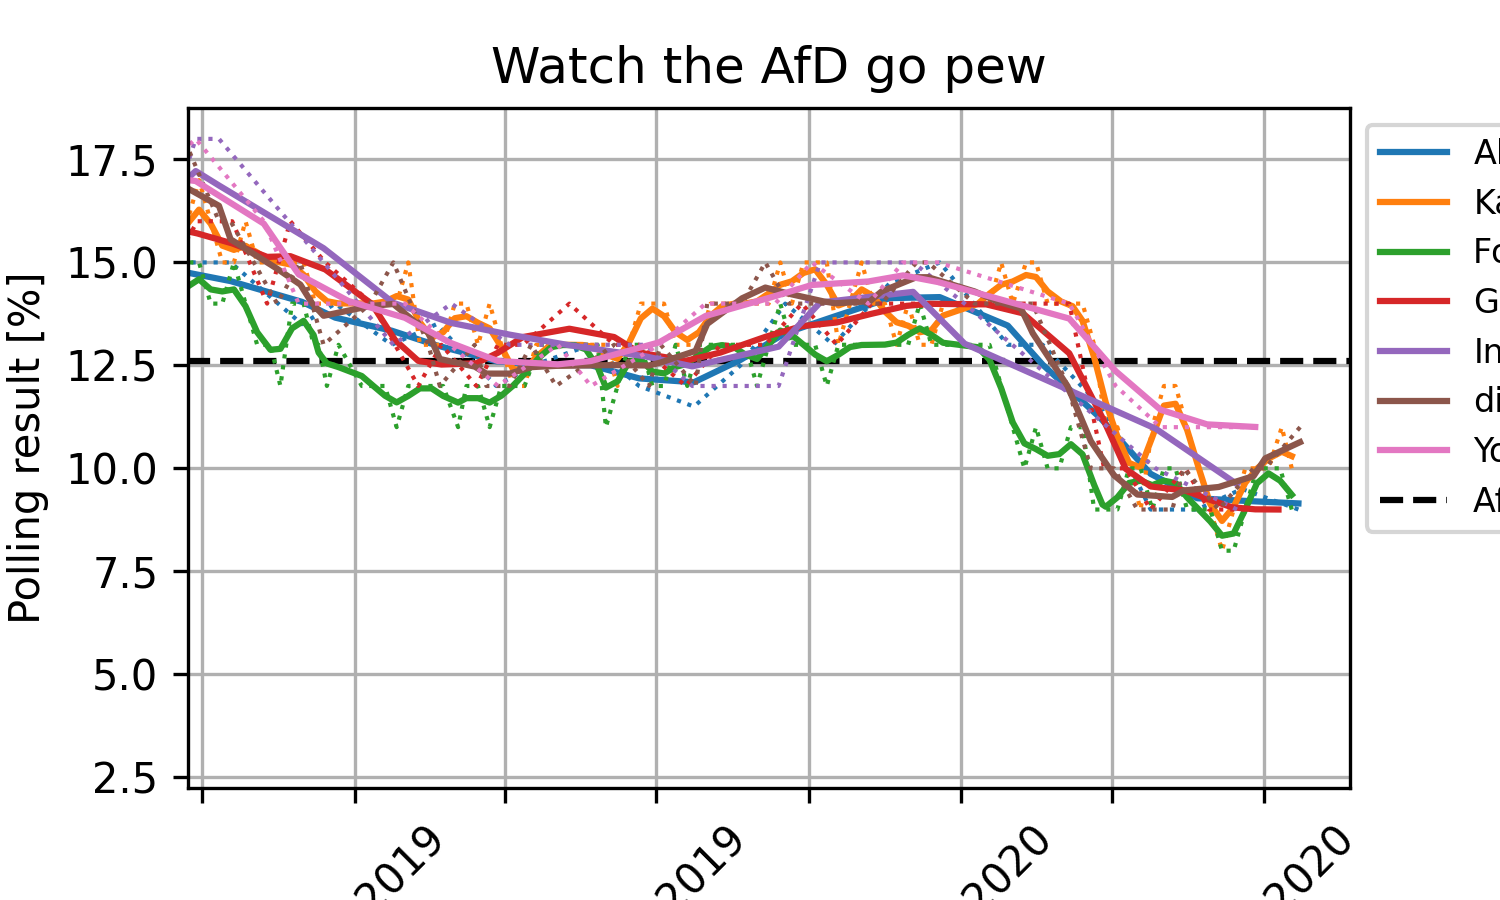 Watch the AfD go pew
Polling result [%]
17.5
15.0
12.5
10.0
7.5
5.0
2.5
2019
2019
2020
2020
Al
Ka
Fo
G
In
di
Yo
Af